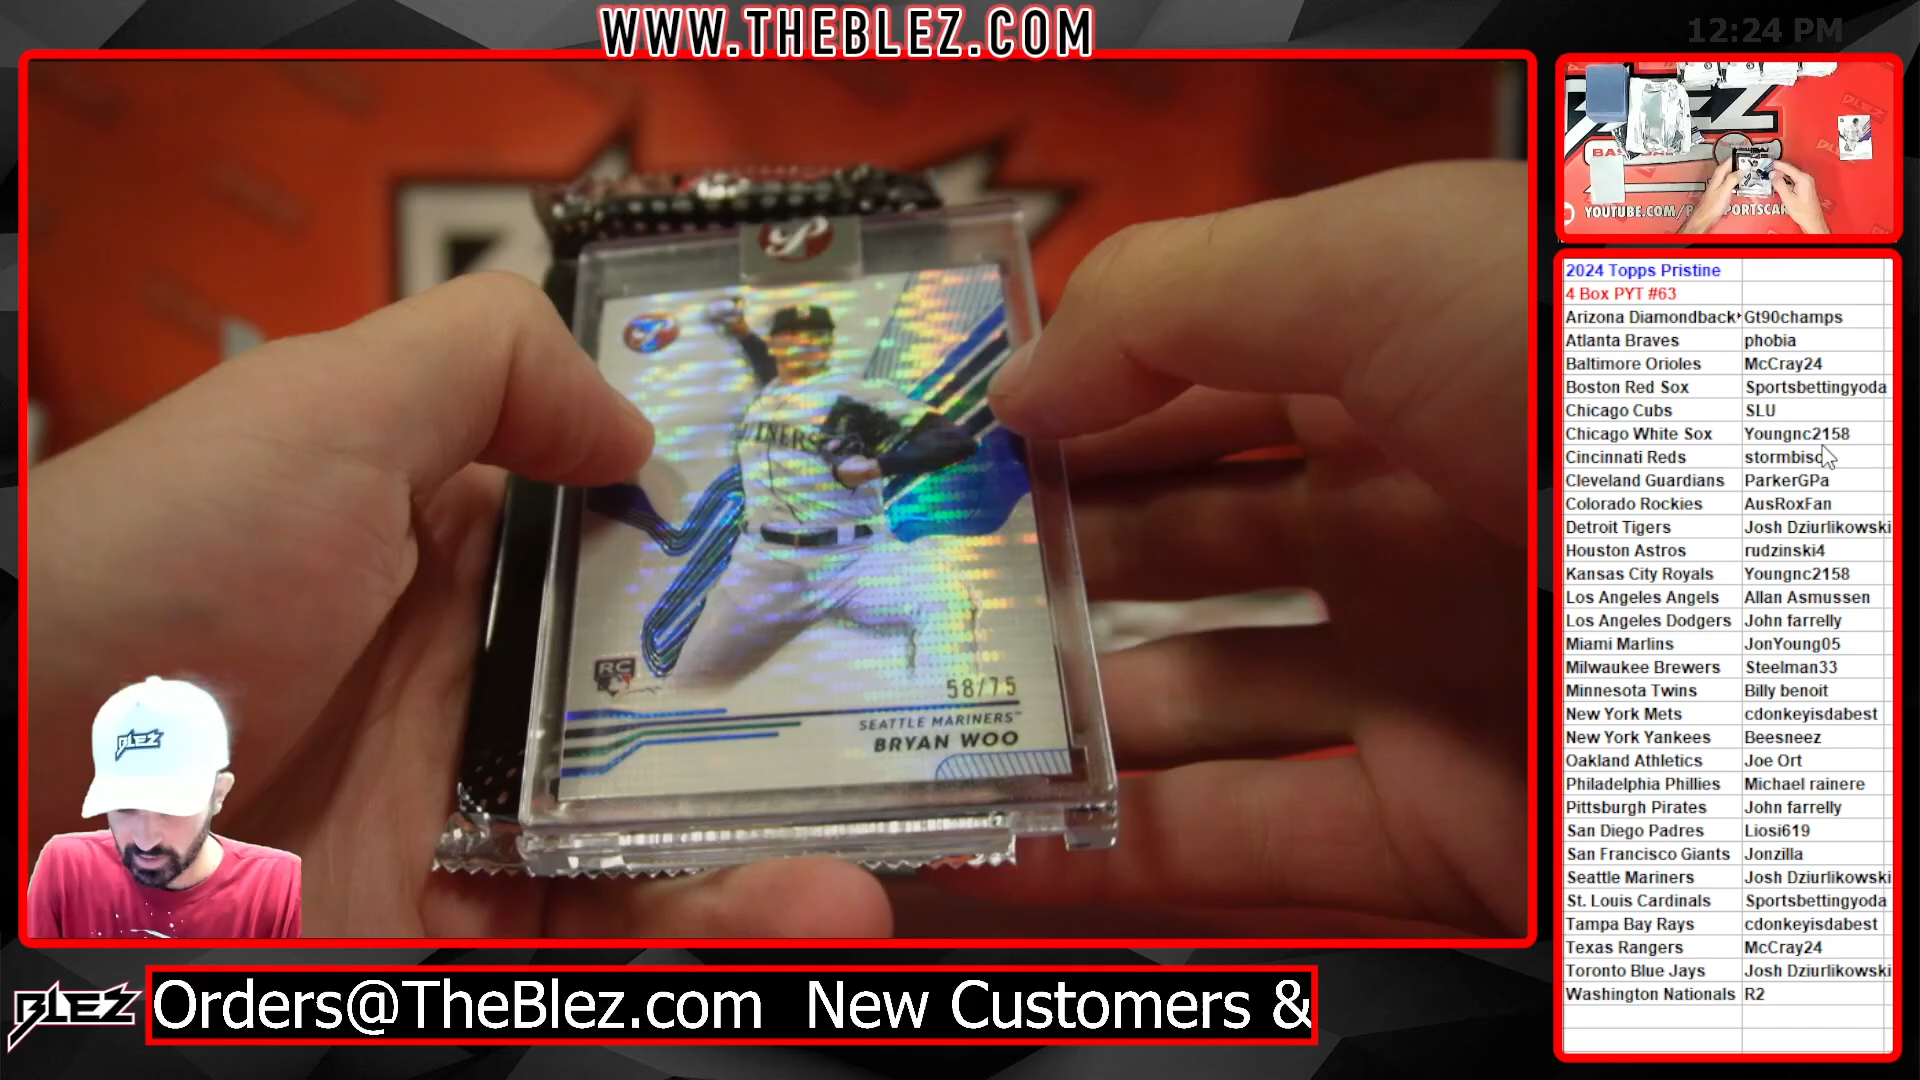 WWW.THEBLEZ.COM
12:24 PM
RC
58/75
SEATTLE MARINERS™
BRYAN WOO
BLEZ
BLEZ
Orders@TheBlez.com New Customers &
2024 Topps Pristine
4 Box PYT #63
Arizona Diamondback Gt90champs
Atlanta Braves phobia
Baltimore Orioles McCray24
Boston Red Sox Sportsbettingyoda
Chicago Cubs SLU
Chicago White Sox Youngnc2158
Cincinnati Reds
Cleveland Guardians ParkerGPa
Colorado Rockies AusRoxFan
Detroit Tigers Josh Dziurlikowski
Houston Astros rudzinski4
Kansas City Royals Youngnc2158
Los Angeles Angels Allan Asmussen
Los Angeles Dodgers John farrelly
Miami Marlins JonYoung05
Milwaukee Brewers Steelman33
Minnesota Twins Billy benoit
New York Mets cdonkeyisdabest
New York Yankees Beesneez
Oakland Athletics Joe Ort
Philadelphia Phillies Michael rainere
Pittsburgh Pirates John farrelly
San Diego Padres Liosi619
San Francisco Giants Jonzilla
Seattle Mariners Josh Dziurlikowski
St. Louis Cardinals Sportsbettingyoda
Tampa Bay Rays cdonkeyisdabest
Texas Rangers McCray24
Toronto Blue Jays Josh Dziurlikowski
Washington Nationals R2